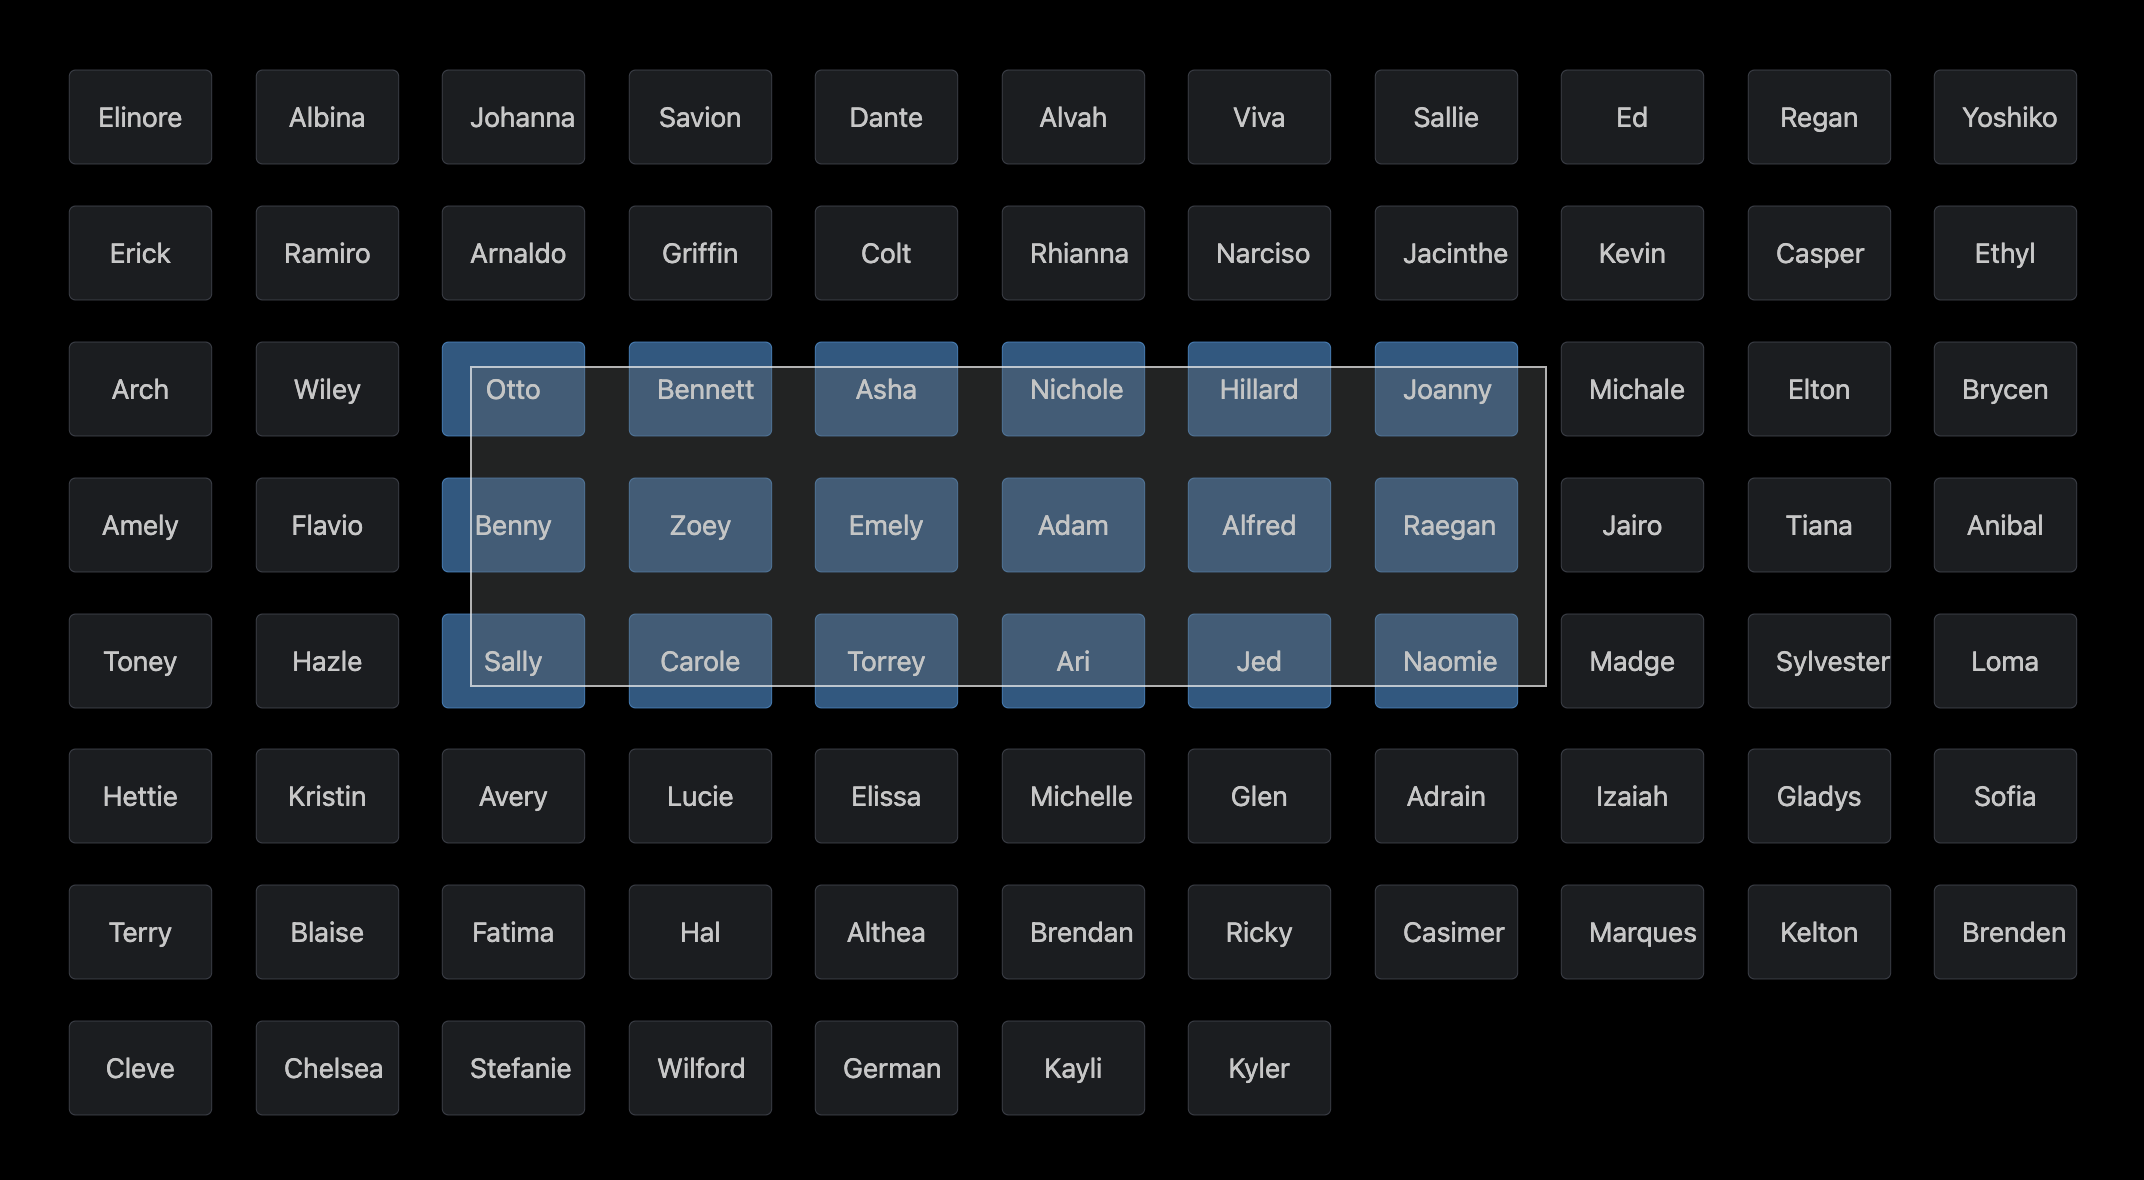 Elinore Albina Johanna Savion Dante Alvah Viva Sallie Ed Regan Yoshiko
Erick Ramiro Arnaldo Griffin Colt Rhianna Narciso Jacinthe Kevin Casper Ethyl
Arch Wiley Otto Bennett Asha Nichole Hillard Joanny Michale Elton Brycen
Amely Flavio Benny Zoey Emely Adam Alfred Raegan Jairo Tiana Anibal
Toney Hazle Sally Carole Torrey Ari Jed Naomie Madge Sylvester Loma
Hettie Kristin Avery Lucie Elissa Michelle Glen Adrain Izaiah Gladys Sofia
Terry Blaise Fatima Hal Althea Brendan Ricky Casimer Marques Kelton Brenden
Cleve Chelsea Stefanie Wilford German Kayli Kyler